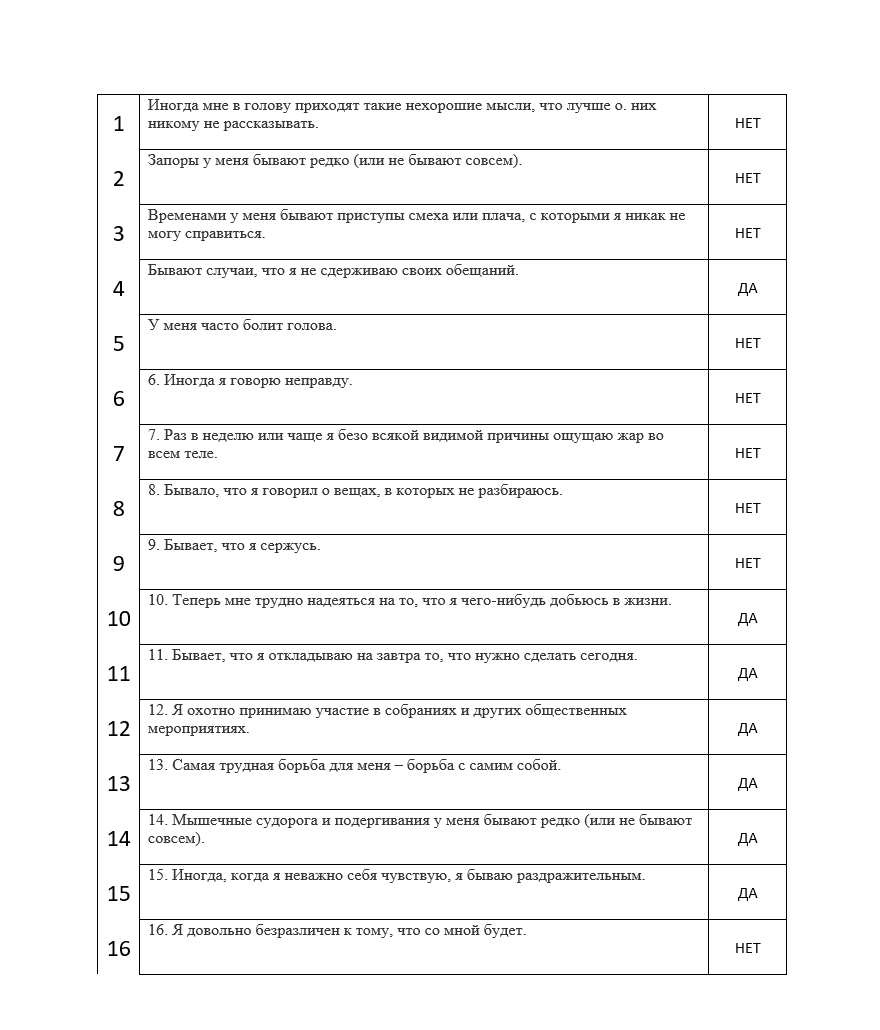 1
Иногда мне в голову приходят такие нехорошие мысли, что лучше о. них
никому не рассказывать.
НЕТ
2
Запоры у меня бывают редко (или не бывают совсем).
НЕТ
3
Временами у меня бывают приступы смеха или плача, с которыми я никак не
могу справиться.
НЕТ
4
Бывают случаи, что я не сдерживаю своих обещаний.
ДА
5
У меня часто болит голова.
НЕТ
6
6. Иногда я говорю неправду.
НЕТ
7
7. Раз в неделю или чаще я безо всякой видимой причины ощущаю жар во
всем теле.
НЕТ
8
8. Бывало, что я говорил о вещах, в которых не разбираюсь.
НЕТ
9
9. Бывает, что я сержусь.
НЕТ
10
10. Теперь мне трудно надеяться на то, что я чего-нибудь добьюсь в жизни.
ДА
11
11. Бывает, что я откладываю на завтра то, что нужно сделать сегодня.
ДА
12
12. Я охотно принимаю участие в собраниях и других общественных
мероприятиях.
ДА
13
13. Самая трудная борьба для меня – борьба с самим собой.
ДА
14
14. Мышечные судорога и подергивания у меня бывают редко (или не бывают
совсем).
ДА
15
15. Иногда, когда я неважно себя чувствую, я бываю раздражительным.
ДА
16
16. Я довольно безразличен к тому, что со мной будет.
НЕТ